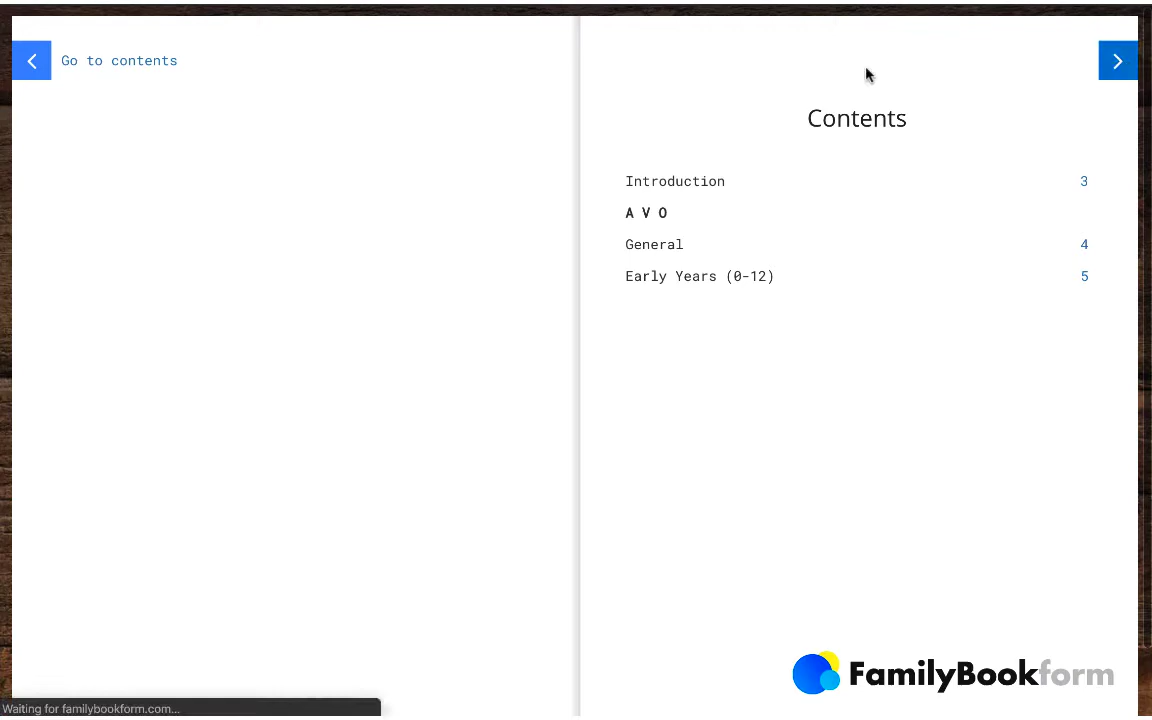 Go to contents
Contents
Introduction 3
A V O
General 4
Early Years (0-12) 5
FamilyBookform
Waiting for familybookform.com...